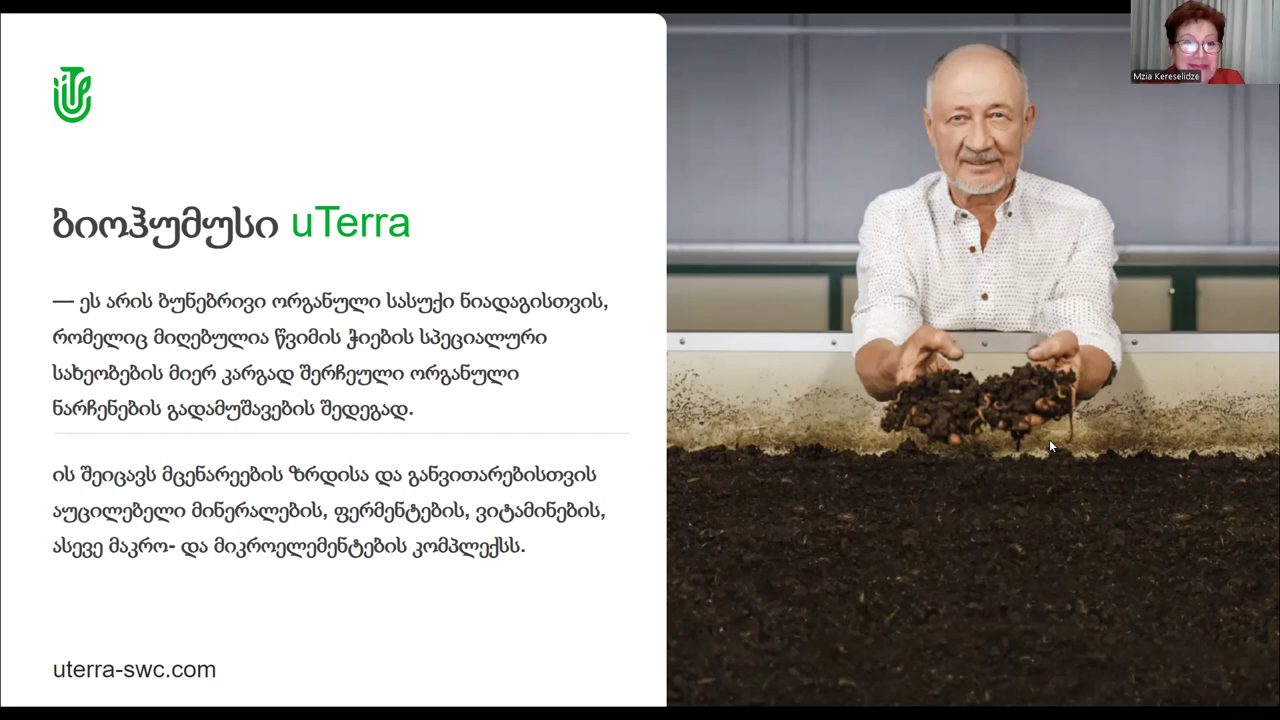 ბიოჰუმუსი uTerra
— ეს არის ბუნებრივი ორგანული სასუქი ნიადაგისთვის,
რომელიც მიღებულია წვიმის ჭიების სპეციალური
სახეობების მიერ კარგად შერჩეული ორგანული
ნარჩენების გადამუშავების შედეგად.
ის შეიცავს მცენარეების ზრდისა და განვითარებისთვის
აუცილებელი მინერალების, ფერმენტების, ვიტამინების,
ასევე მაკრო- და მიკროელემენტების კომპლექსს.
uterra-swc.com
Mzia Kereselidze